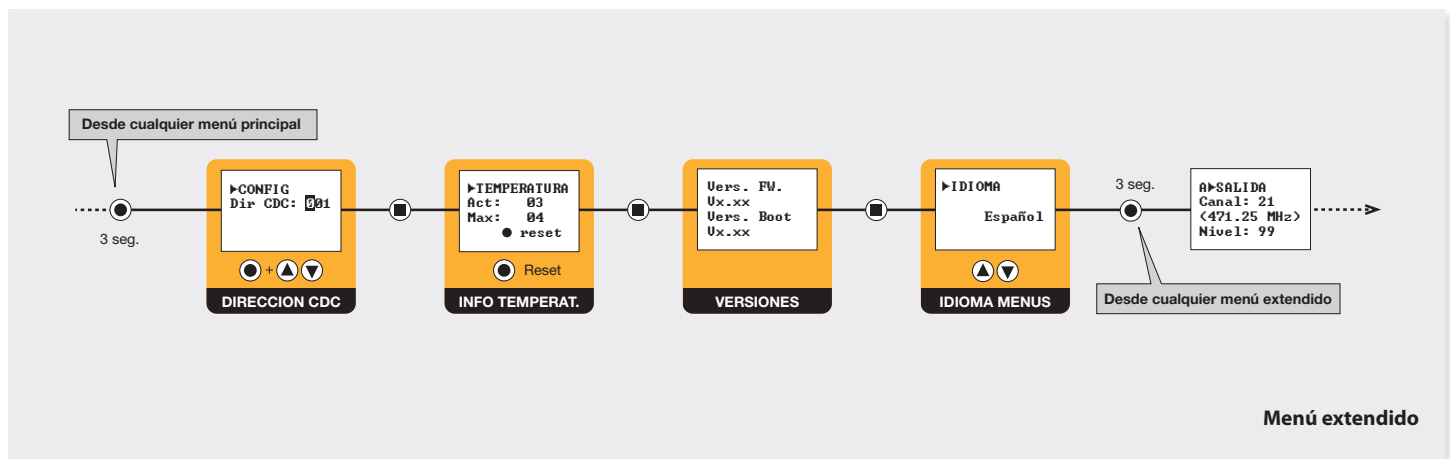 Desde cualquier menú principal
3 seg.
▶CONFIG
Dir CDC: 001
+
DIRECCION CDC
▶TEMPERATURA
Act: 03
Max: 04
● reset
Reset
INFO TEMPERAT.
Vers. FW.
Vx.xx
Vers. Boot
Vx.xx
VERSIONES
▶IDIOMA
Español
IDIOMA MENUS
3 seg.
Desde cualquier menú extendido
A▶SALIDA
Canal: 21
(471.25 MHz)
Nivel: 99
Menú extendido